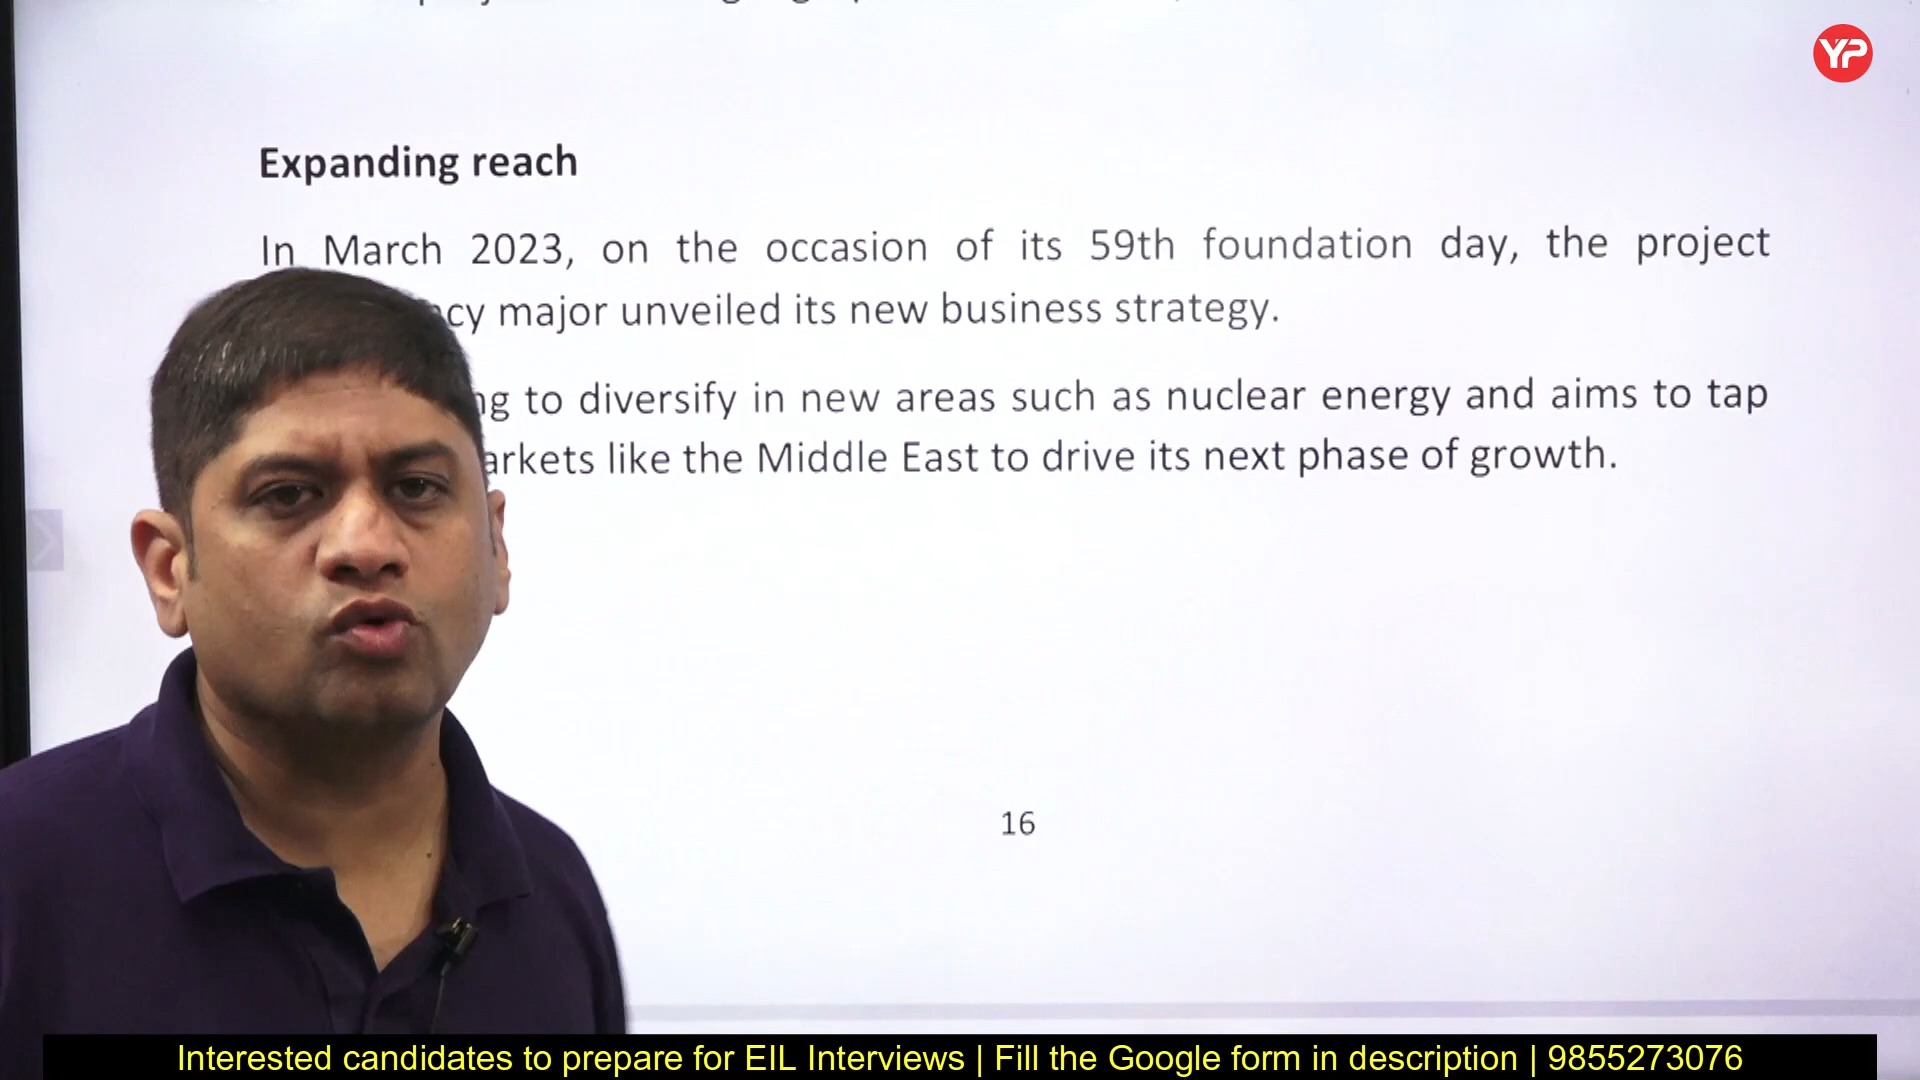 YP
Expanding reach
In March 2023, on the occasion of its 59th foundation day, the project
major unveiled its new business strategy.
to diversify in new areas such as nuclear energy and aims to tap
like the Middle East to drive its next phase of growth.
16
Interested candidates to prepare for EIL Interviews | Fill the Google form in description | 9855273076